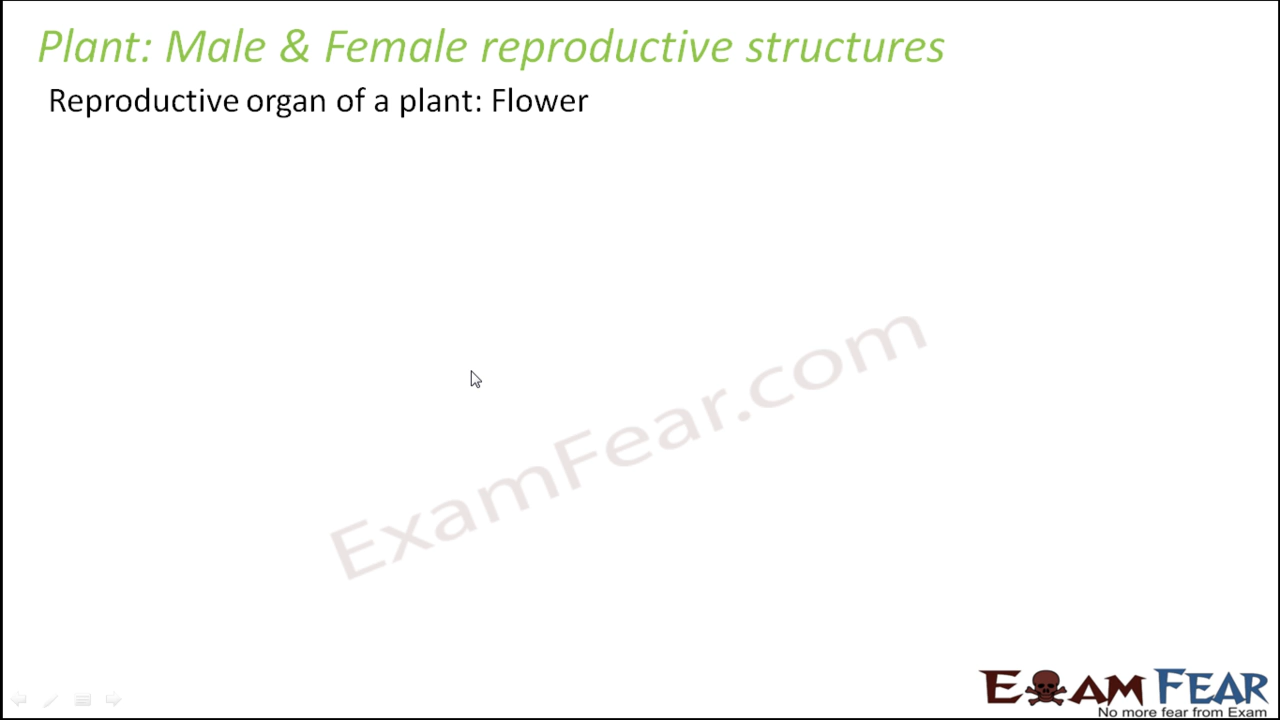 Plant: Male & Female reproductive structures
Reproductive organ of a plant: Flower
ExamFear.com
EXAM FEAR
No more fear from Exam